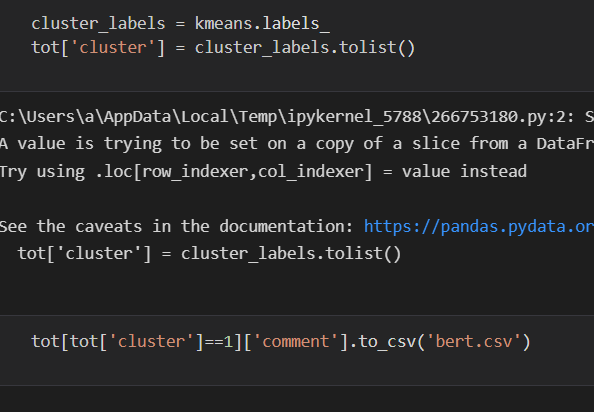 cluster_labels = kmeans.labels_
tot['cluster'] = cluster_labels.tolist()
C:\Users\a\AppData\Local\Temp\ipykernel_5788\266753180.py:2: S
A value is trying to be set on a copy of a slice from a DataFr
Try using .loc[row_indexer,col_indexer] = value instead
See the caveats in the documentation: https://pandas.pydata.or
tot['cluster'] = cluster_labels.tolist()
tot[tot['cluster']==1]['comment'].to_csv('bert.csv')